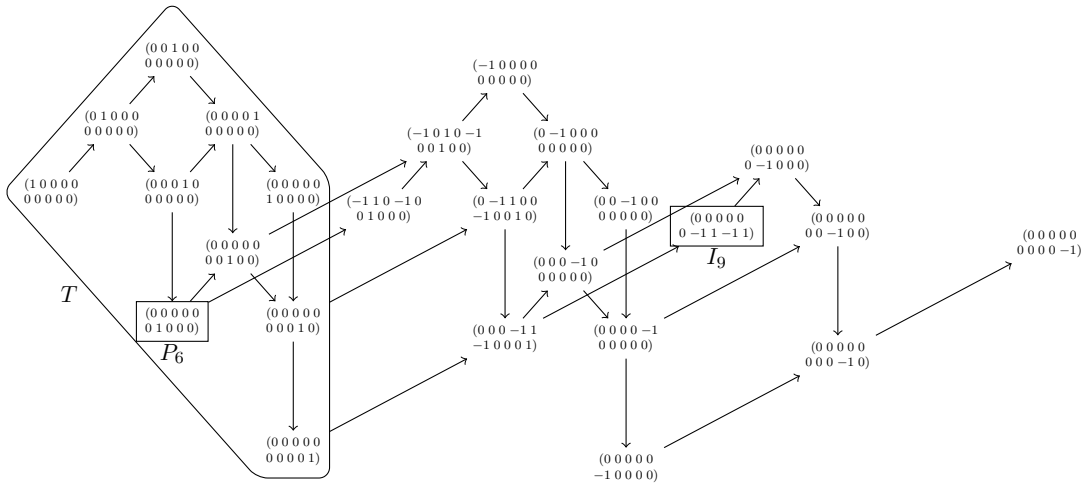 (0 0 1 0 0
0 0 0 0 0)
(−1 0 0 0 0
0 0 0 0 0)
(0 1 0 0 0
0 0 0 0 0)
(0 0 0 0 1
0 0 0 0 0)
(−1 0 1 0 −1
0 0 1 0 0)
(0 −1 0 0 0
0 0 0 0 0)
(0 0 0 0 0
0 −1 0 0 0)
(1 0 0 0 0
0 0 0 0 0)
(0 0 0 1 0
0 0 0 0 0)
(0 0 0 0 0
1 0 0 0 0)
(−1 1 0 −1 0
0 1 0 0 0)
(0 −1 1 0 0
−1 0 0 1 0)
(0 0 −1 0 0
0 0 0 0 0)
(0 0 0 0 0
0 −1 1 −1 1)
I9
(0 0 0 0 0
0 0 −1 0 0)
(0 0 0 0 0
0 0 0 0 −1)
(0 0 0 0 0
0 0 1 0 0)
(0 0 0 −1 0
0 0 0 0 0)
T
(0 0 0 0 0
0 1 0 0 0)
P6
(0 0 0 0 0
0 0 0 1 0)
(0 0 0 −1 1
−1 0 0 0 1)
(0 0 0 0 −1
0 0 0 0 0)
(0 0 0 0 0
0 0 0 −1 0)
(0 0 0 0 0
0 0 0 0 1)
(0 0 0 0 0
−1 0 0 0 0)